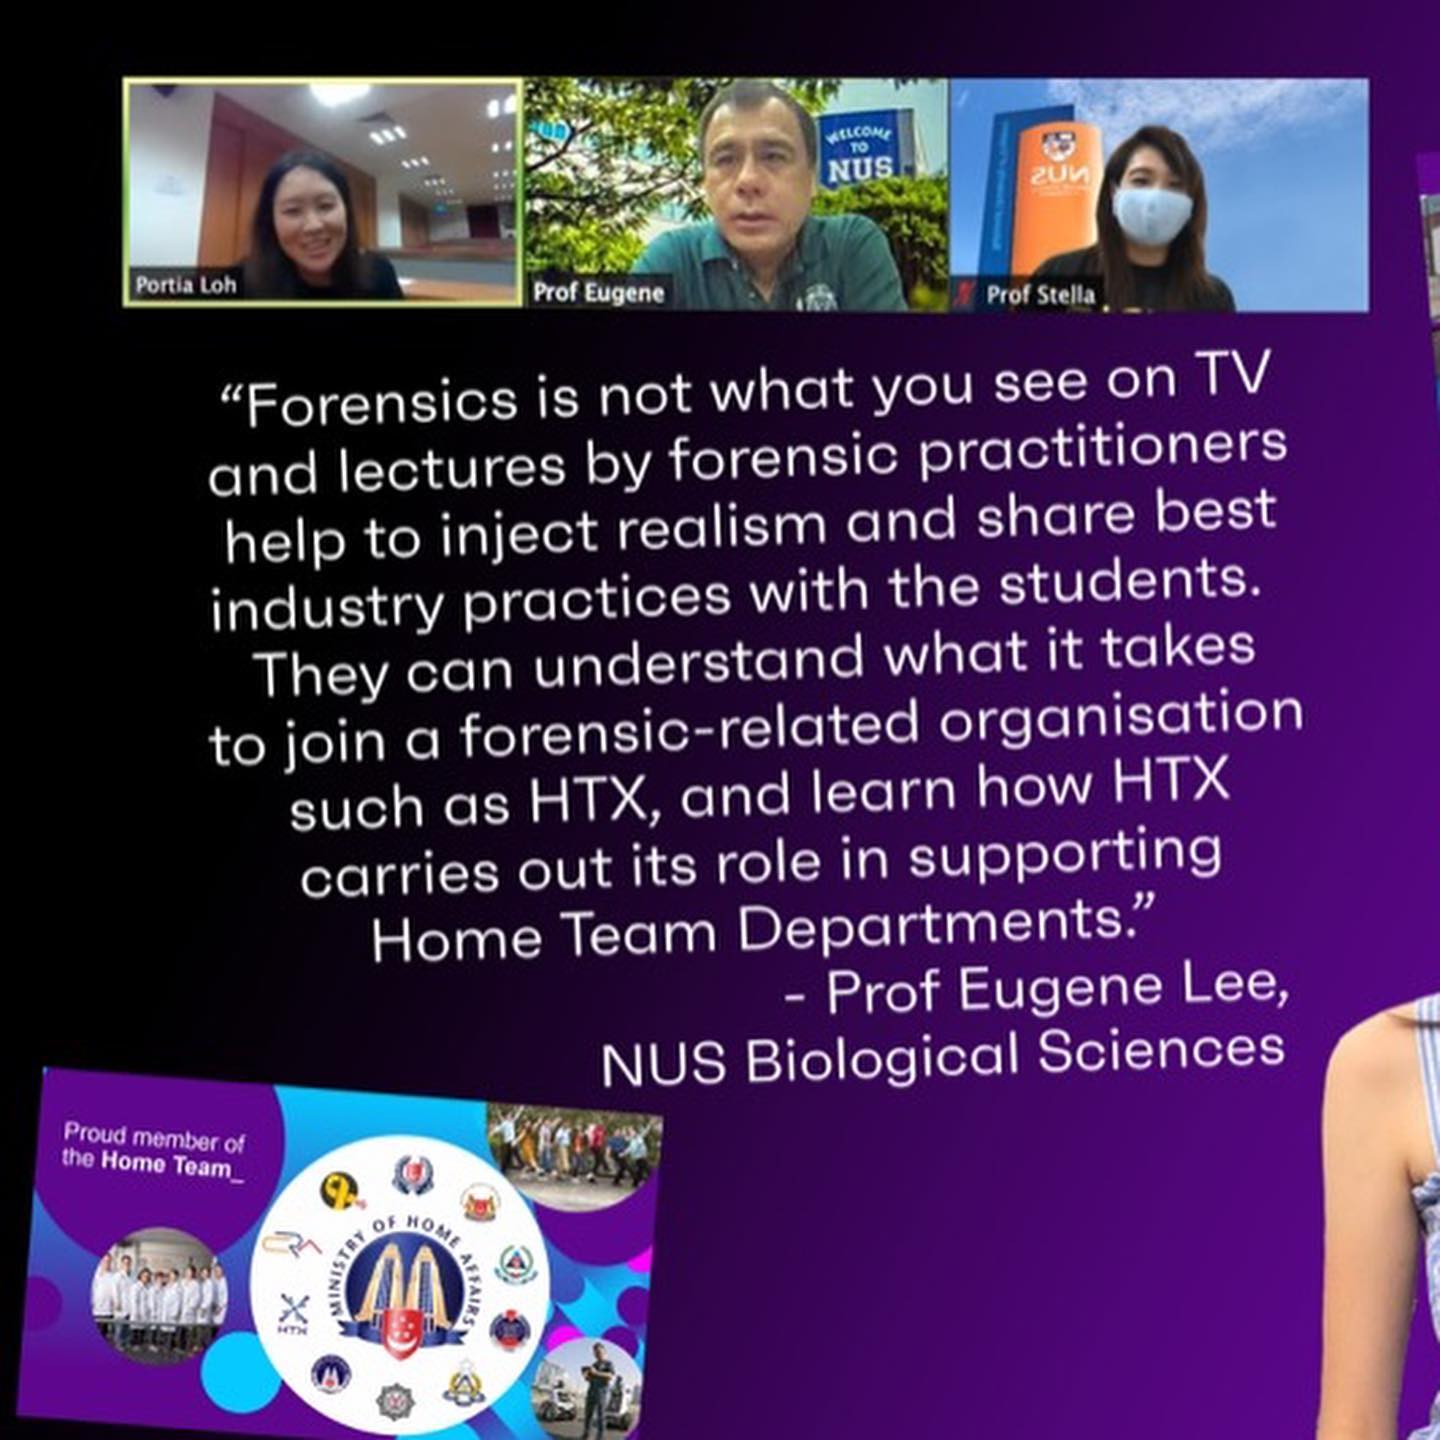 WELCOME
TO
NUS
NUS
Portia Loh
Prof Eugene
Prof Stella
“Forensics is not what you see on TV
and lectures by forensic practitioners
help to inject realism and share best
industry practices with the students.
They can understand what it takes
to join a forensic-related organisation
such as HTX, and learn how HTX
carries out its role in supporting
Home Team Departments.”
- Prof Eugene Lee,
NUS Biological Sciences
Proud member of
the Home Team_
MINISTRY OF HOME AFFAIRS
HTX